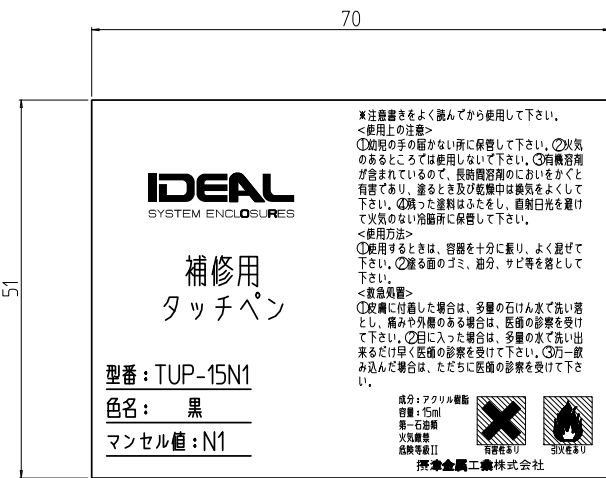 70
51
IDEAL
SYSTEM ENCLOSURES
補修用
タッチペン
型番：TUP-15N1
色名： 黒
マンセル値：N1
※注意書きをよく読んでから使用して下さい。
<使用上の注意>
①幼児の手の届かない所に保管して下さい。②火気
のあるところでは使用しないで下さい。③有機溶剤
が含まれているので、長時間溶剤のにおいをかぐと
有害であり、塗るとき及び乾燥中は換気をよくして
下さい。④残った塗料はふたをし、直射日光を避け
て火気のない冷暗所に保管して下さい。
<使用方法>
①使用するときは、容器を十分に振り、よく混ぜて
下さい。②塗る面のゴミ、油分、サビ等を落として
下さい。
<救急処置>
①皮膚に付着した場合は、多量の石けん水で洗い落
とし、痛みや外傷のある場合は、医師の診察を受け
て下さい。②目に入った場合は、多量の水で洗い出
来るだけ早く医師の診察を受けて下さい。③万一飲
み込んだ場合は、ただちに医師の診察を受けて下さ
い。
成分：アクリル樹脂
容量：15ml
第一石油類
火気厳禁
危険等級II
有害性あり
引火性あり
摂津金属工業株式会社